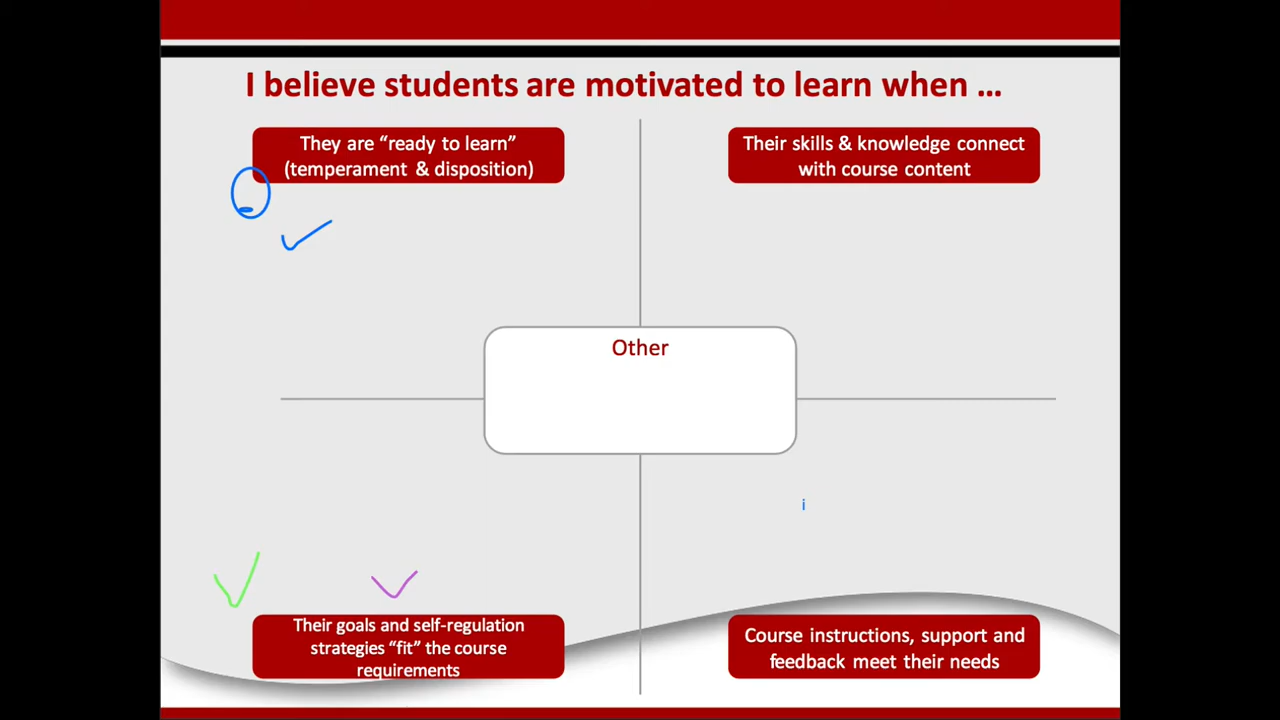 I believe students are motivated to learn when …
They are “ready to learn”
(temperament & disposition)
Their skills & knowledge connect
with course content
Other
i
Their goals and self-regulation
strategies “fit” the course
requirements
Course instructions, support and
feedback meet their needs